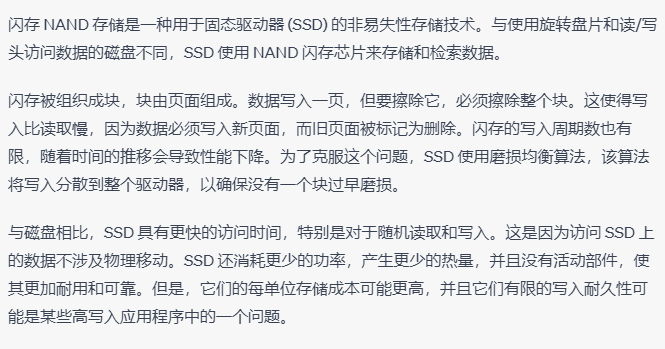 闪存 NAND 存储是一种用于固态驱动器 (SSD) 的非易失性存储技术。与使用旋转盘片和读/写
头访问数据的磁盘不同，SSD 使用 NAND 闪存芯片来存储和检索数据。
闪存被组织成块，块由页面组成。数据写入一页，但要擦除它，必须擦除整个块。这使得写
入比读取慢，因为数据必须写入新页面，而旧页面被标记为删除。闪存的写入周期数也有
限，随着时间的推移会导致性能下降。为了克服这个问题，SSD 使用磨损均衡算法，该算法
将写入分散到整个驱动器，以确保没有一个块过早磨损。
与磁盘相比，SSD 具有更快的访问时间，特别是对于随机读取和写入。这是因为访问 SSD 上
的数据不涉及物理移动。SSD 还消耗更少的功率，产生更少的热量，并且没有活动部件，使
其更加耐用和可靠。但是，它们的每单位存储成本可能更高，并且它们有限的写入耐久性可
能是某些高写入应用程序中的一个问题。